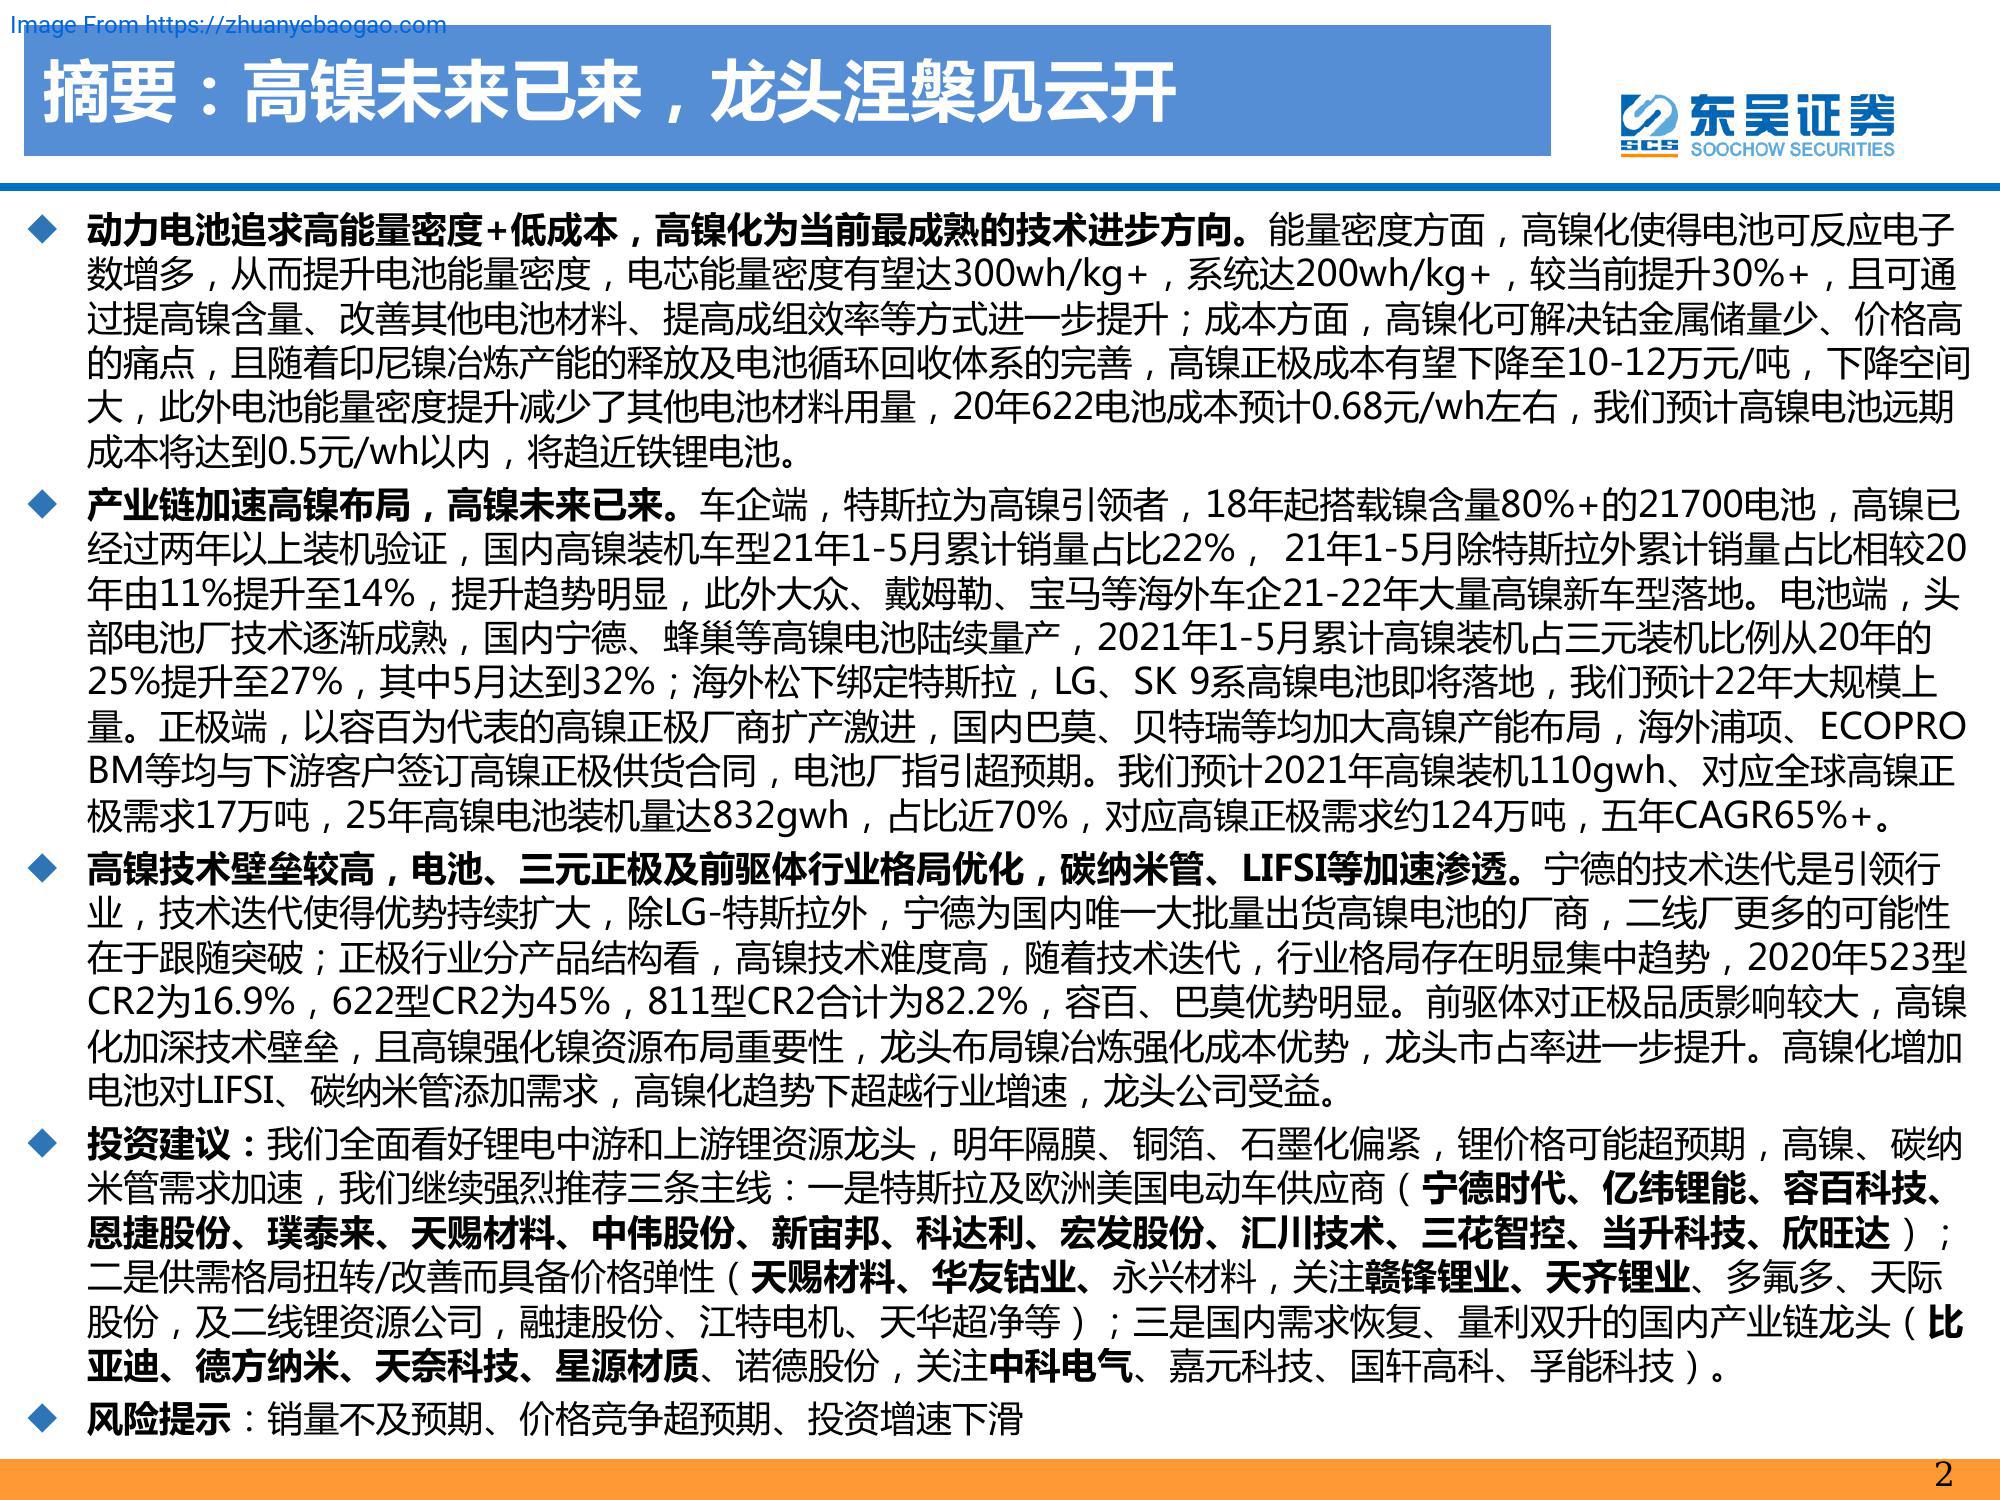 Image From https://zhuanyebaogao.com
摘要：高镍未来已来，龙头涅槃见云开
东吴证券
SCS
SOOCHOW SECURITIES
动力电池追求高能量密度+低成本，高镍化为当前最成熟的技术进步方向。能量密度方面，高镍化使得电池可反应电子
数增多，从而提升电池能量密度，电芯能量密度有望达300wh/kg+，系统达200wh/kg+，较当前提升30%+，且可通
过提高镍含量、改善其他电池材料、提高成组效率等方式进一步提升；成本方面，高镍化可解决钴金属储量少、价格高
的痛点，且随着印尼镍冶炼产能的释放及电池循环回收体系的完善，高镍正极成本有望下降至10-12万元/吨，下降空间
大，此外电池能量密度提升减少了其他电池材料用量，20年622电池成本预计0.68元/wh左右，我们预计高镍电池远期
成本将达到0.5元/wh以内，将趋近铁锂电池。
产业链加速高镍布局，高镍未来已来。车企端，特斯拉为高镍引领者，18年起搭载镍含量80%+的21700电池，高镍已
经过两年以上装机验证，国内高镍装机车型21年1-5月累计销量占比22%， 21年1-5月除特斯拉外累计销量占比相较20
年由11%提升至14%，提升趋势明显，此外大众、戴姆勒、宝马等海外车企21-22年大量高镍新车型落地。电池端，头
部电池厂技术逐渐成熟，国内宁德、蜂巢等高镍电池陆续量产，2021年1-5月累计高镍装机占三元装机比例从20年的
25%提升至27%，其中5月达到32%；海外松下绑定特斯拉，LG、SK 9系高镍电池即将落地，我们预计22年大规模上
量。正极端，以容百为代表的高镍正极厂商扩产激进，国内巴莫、贝特瑞等均加大高镍产能布局，海外浦项、ECOPRO
BM等均与下游客户签订高镍正极供货合同，电池厂指引超预期。我们预计2021年高镍装机110gwh、对应全球高镍正
极需求17万吨，25年高镍电池装机量达832gwh，占比近70%，对应高镍正极需求约124万吨，五年CAGR65%+。
高镍技术壁垒较高，电池、三元正极及前驱体行业格局优化，碳纳米管、LIFSI等加速渗透。宁德的技术迭代是引领行
业，技术迭代使得优势持续扩大，除LG-特斯拉外，宁德为国内唯一大批量出货高镍电池的厂商，二线厂更多的可能性
在于跟随突破；正极行业分产品结构看，高镍技术难度高，随着技术迭代，行业格局存在明显集中趋势，2020年523型
CR2为16.9%，622型CR2为45%，811型CR2合计为82.2%，容百、巴莫优势明显。前驱体对正极品质影响较大，高镍
化加深技术壁垒，且高镍强化镍资源布局重要性，龙头布局镍冶炼强化成本优势，龙头市占率进一步提升。高镍化增加
电池对LIFSI、碳纳米管添加需求，高镍化趋势下超越行业增速，龙头公司受益。
投资建议：我们全面看好锂电中游和上游锂资源龙头，明年隔膜、铜箔、石墨化偏紧，锂价格可能超预期，高镍、碳纳
米管需求加速，我们继续强烈推荐三条主线：一是特斯拉及欧洲美国电动车供应商（宁德时代、亿纬锂能、容百科技、
恩捷股份、璞泰来、天赐材料、中伟股份、新宙邦、科达利、宏发股份、汇川技术、三花智控、当升科技、欣旺达）；
二是供需格局扭转/改善而具备价格弹性（天赐材料、华友钴业、永兴材料，关注赣锋锂业、天齐锂业、多氟多、天际
股份，及二线锂资源公司，融捷股份、江特电机、天华超净等）；三是国内需求恢复、量利双升的国内产业链龙头（比
亚迪、德方纳米、天奈科技、星源材质、诺德股份，关注中科电气、嘉元科技、国轩高科、孚能科技）。
风险提示：销量不及预期、价格竞争超预期、投资增速下滑
2